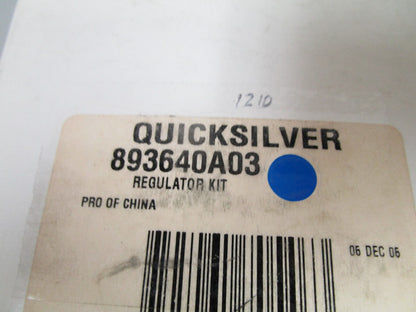 1210
QUICKSILVER
893640A03
REGULATOR KIT
PRO OF CHINA
06 DEC 06